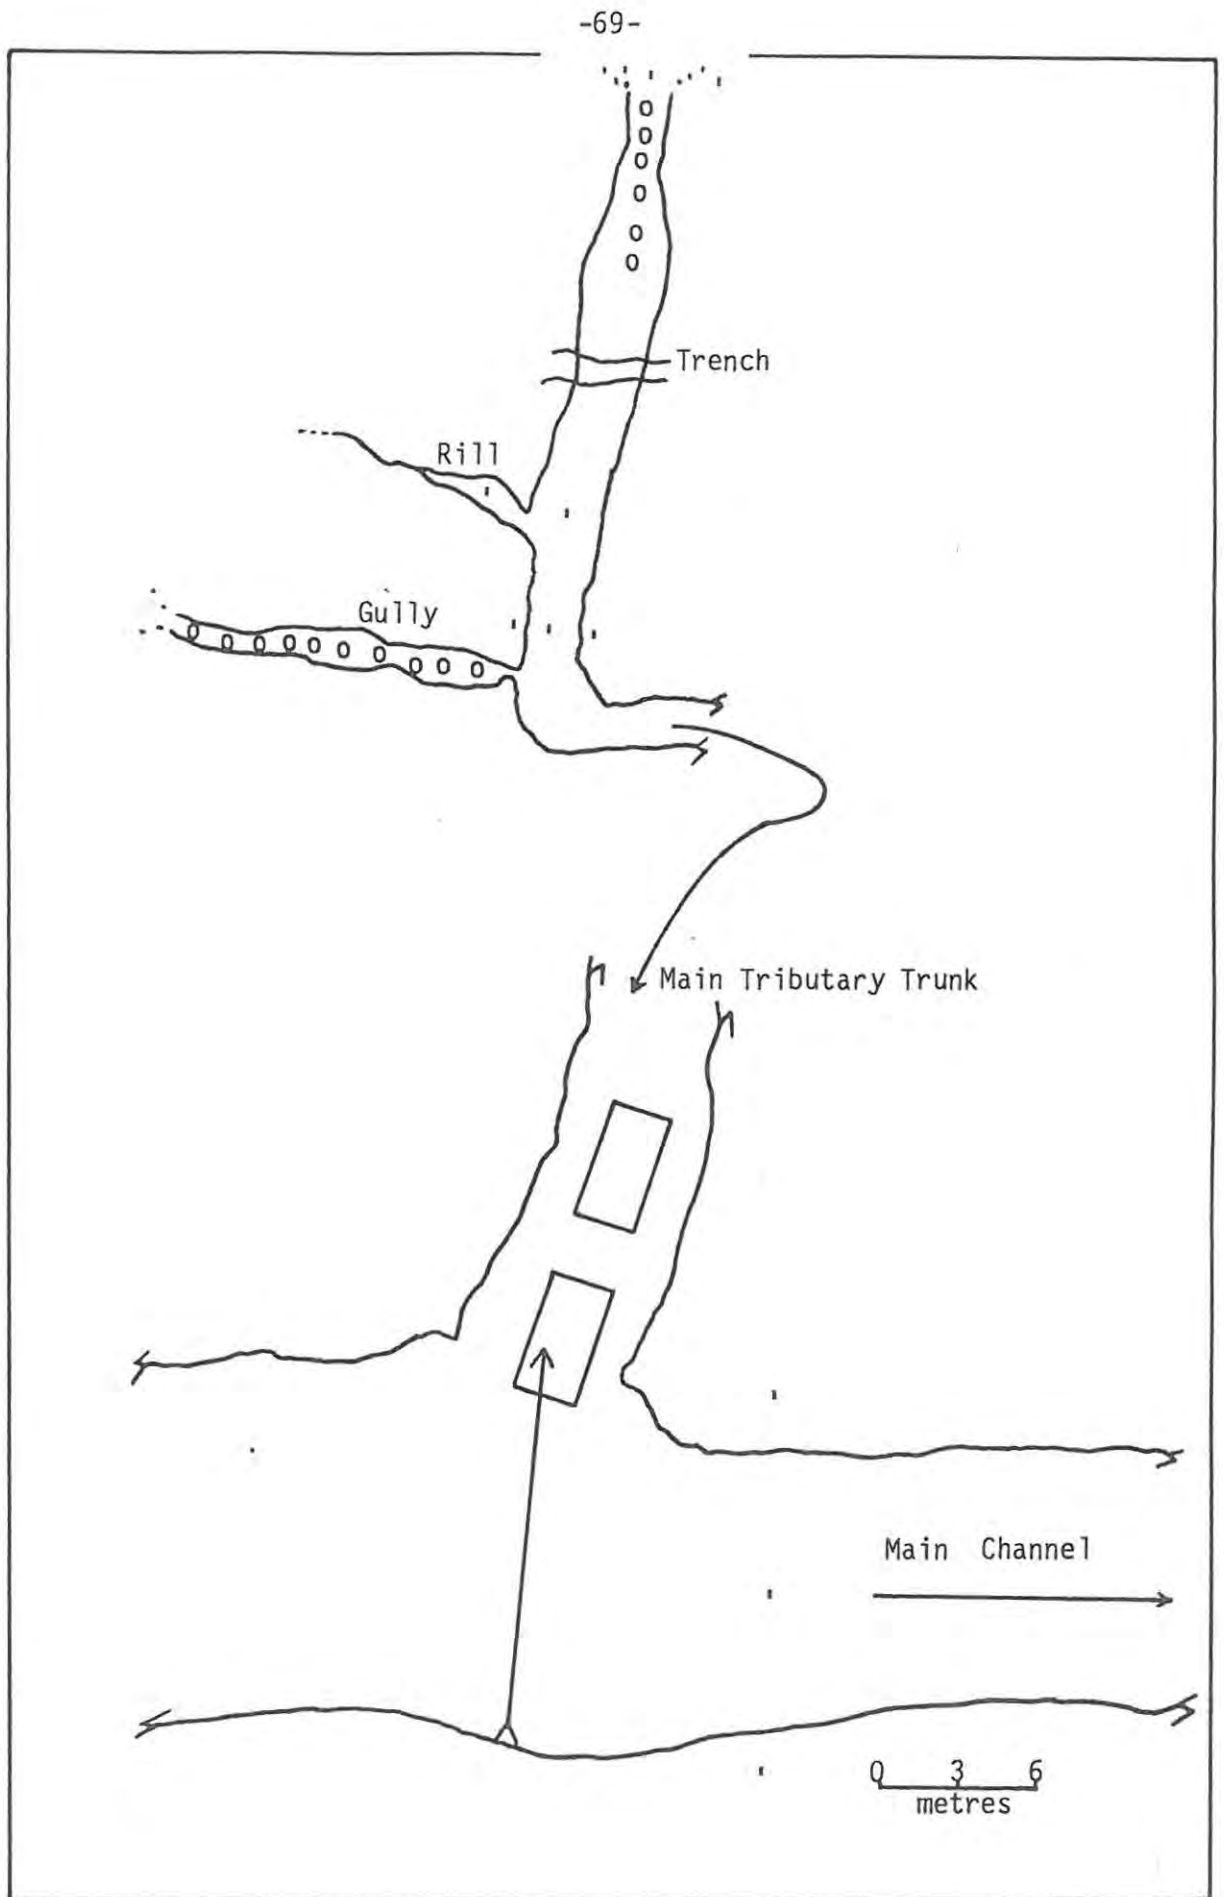 -69-
Trench
Rill
Gully
Main Tributary Trunk
Main Channel
0 3 6
metres